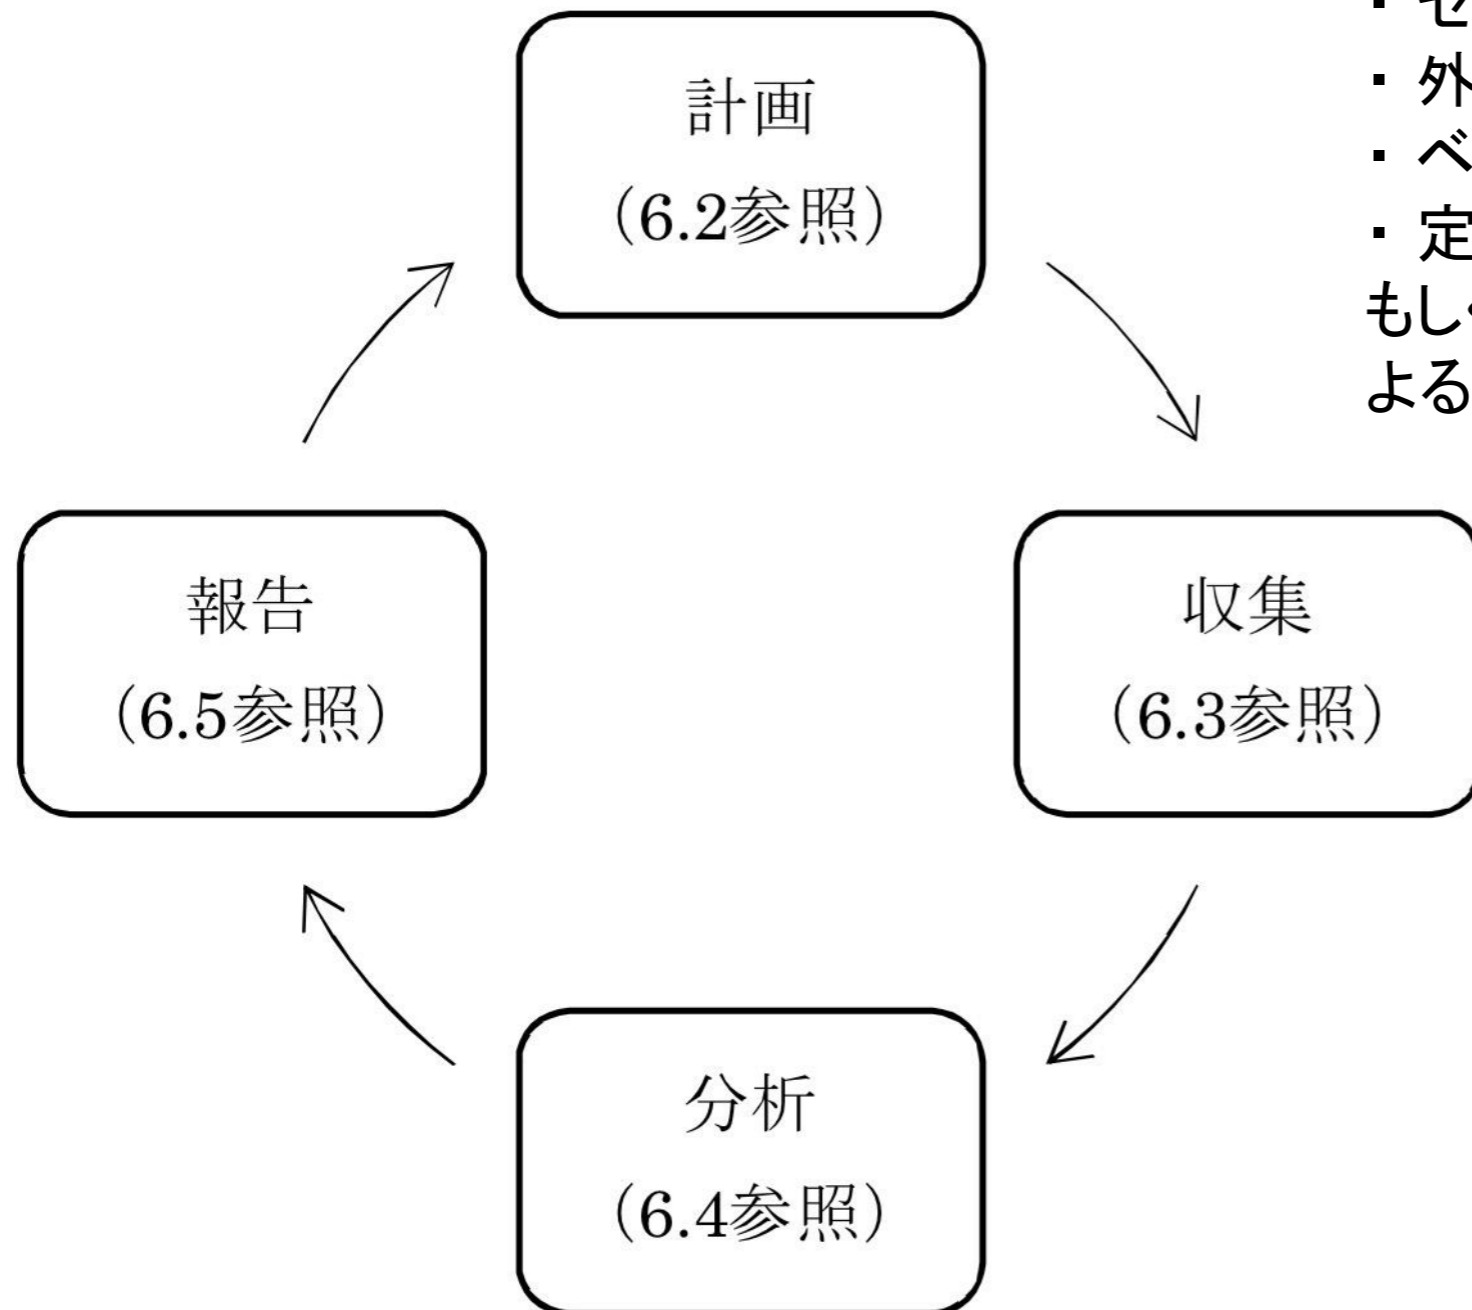 計画
（6.2参照）
報告
（6.5参照）
収集
（6.3参照）
分析
（6.4参照）
・外
・ベ
・定
もし
よる